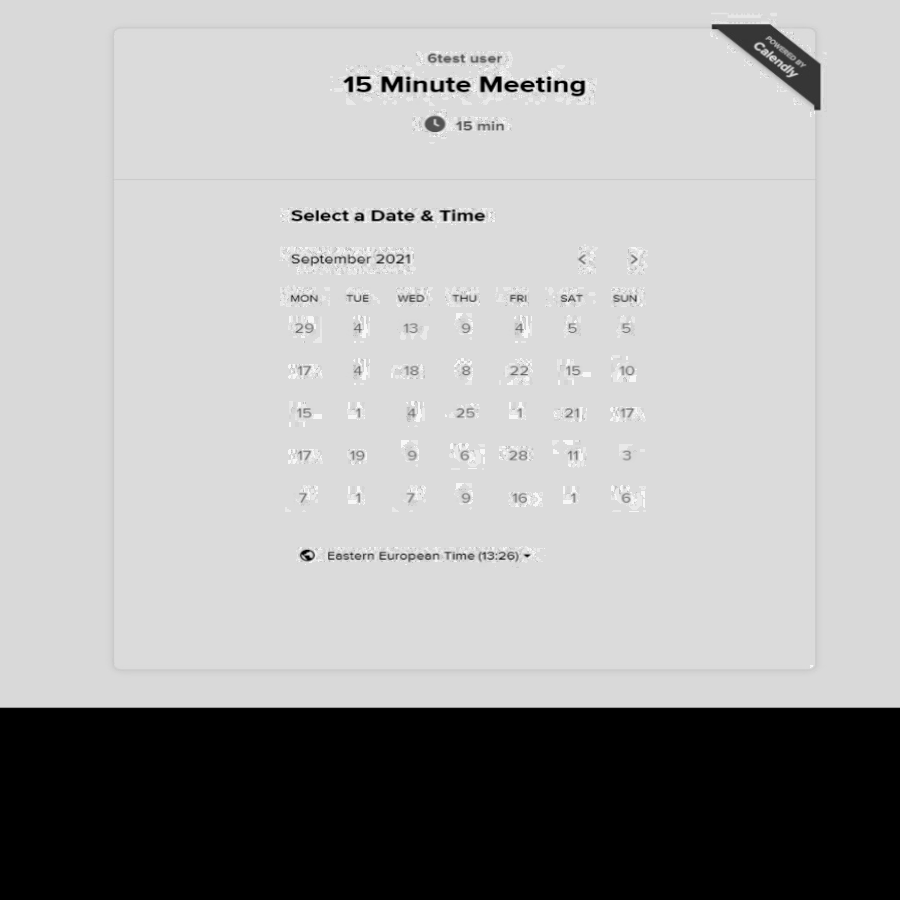 POWERED BY
Calendly
6test user
15 Minute Meeting
15 min
Select a Date & Time
September 2021
< >
MON TUE WED THU FRI SAT SUN
29 4 13 9 4 5 5
17 4 18 8 22 15 10
15 1 4 25 1 21 17
17 19 9 6 28 11 3
7 1 7 9 16 1 6
Eastern European Time (13:26)